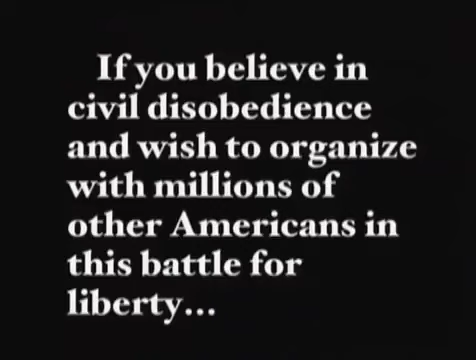 If you believe in
civil disobedience
and wish to organize
with millions of
other Americans in
this battle for
liberty...